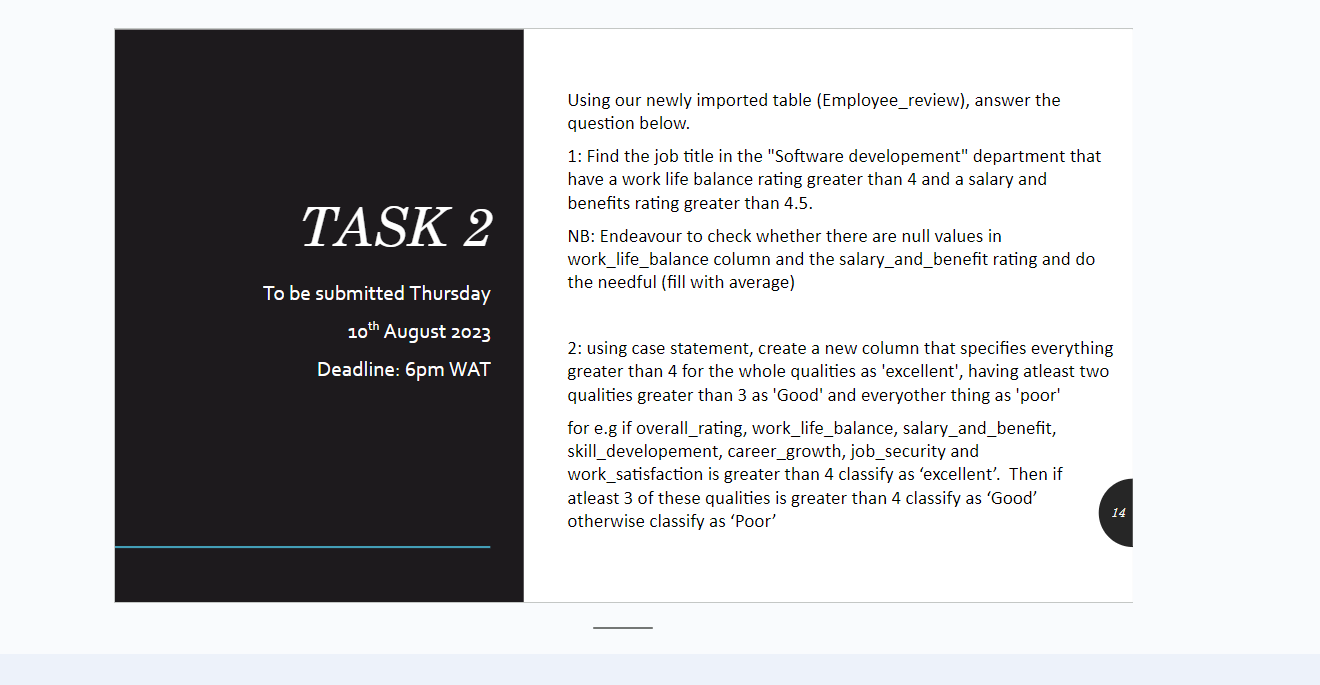 TASK 2
To be submitted Thursday
10th August 2023
Deadline: 6pm WAT
Using our newly imported table (Employee_review), answer the
question below.
1: Find the job title in the "Software developement" department that
have a work life balance rating greater than 4 and a salary and
benefits rating greater than 4.5.
NB: Endeavour to check whether there are null values in
work_life_balance column and the salary_and_benefit rating and do
the needful (fill with average)
2: using case statement, create a new column that specifies everything
greater than 4 for the whole qualities as 'excellent', having atleast two
qualities greater than 3 as 'Good' and everyother thing as 'poor'
for e.g if overall_rating, work_life_balance, salary_and_benefit,
skill_developement, career_growth, job_security and
work_satisfaction is greater than 4 classify as ‘excellent’.  Then if
atleast 3 of these qualities is greater than 4 classify as ‘Good’
otherwise classify as ‘Poor’
14